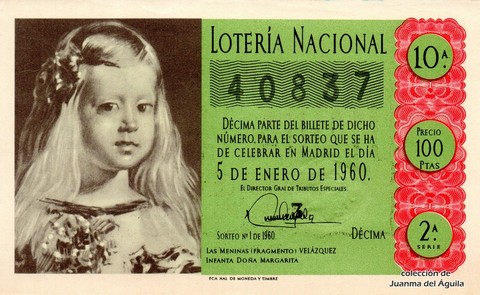 LOTERÍA NACIONAL
10ª.
40837
DÉCIMA PARTE DEL BILLETE DE DICHO
NÚMERO, PARA EL SORTEO QUE SE HA
DE CELEBRAR EN MADRID EL DÍA
5 DE ENERO DE 1960.
PRECIO
100
PTAS
EL DIRECTOR GRAL DE TRIBUTOS ESPECIALES.
3
SORTEO Nº 1 DE 1960.
DÉCIMA
2ª.
SERIE
LAS MENINAS (FRAGMENTO) VELÁZQUEZ
INFANTA DOÑA MARGARITA
FCA NAL DE MONEDA Y TIMBRE
colección de
Juanma del Águila